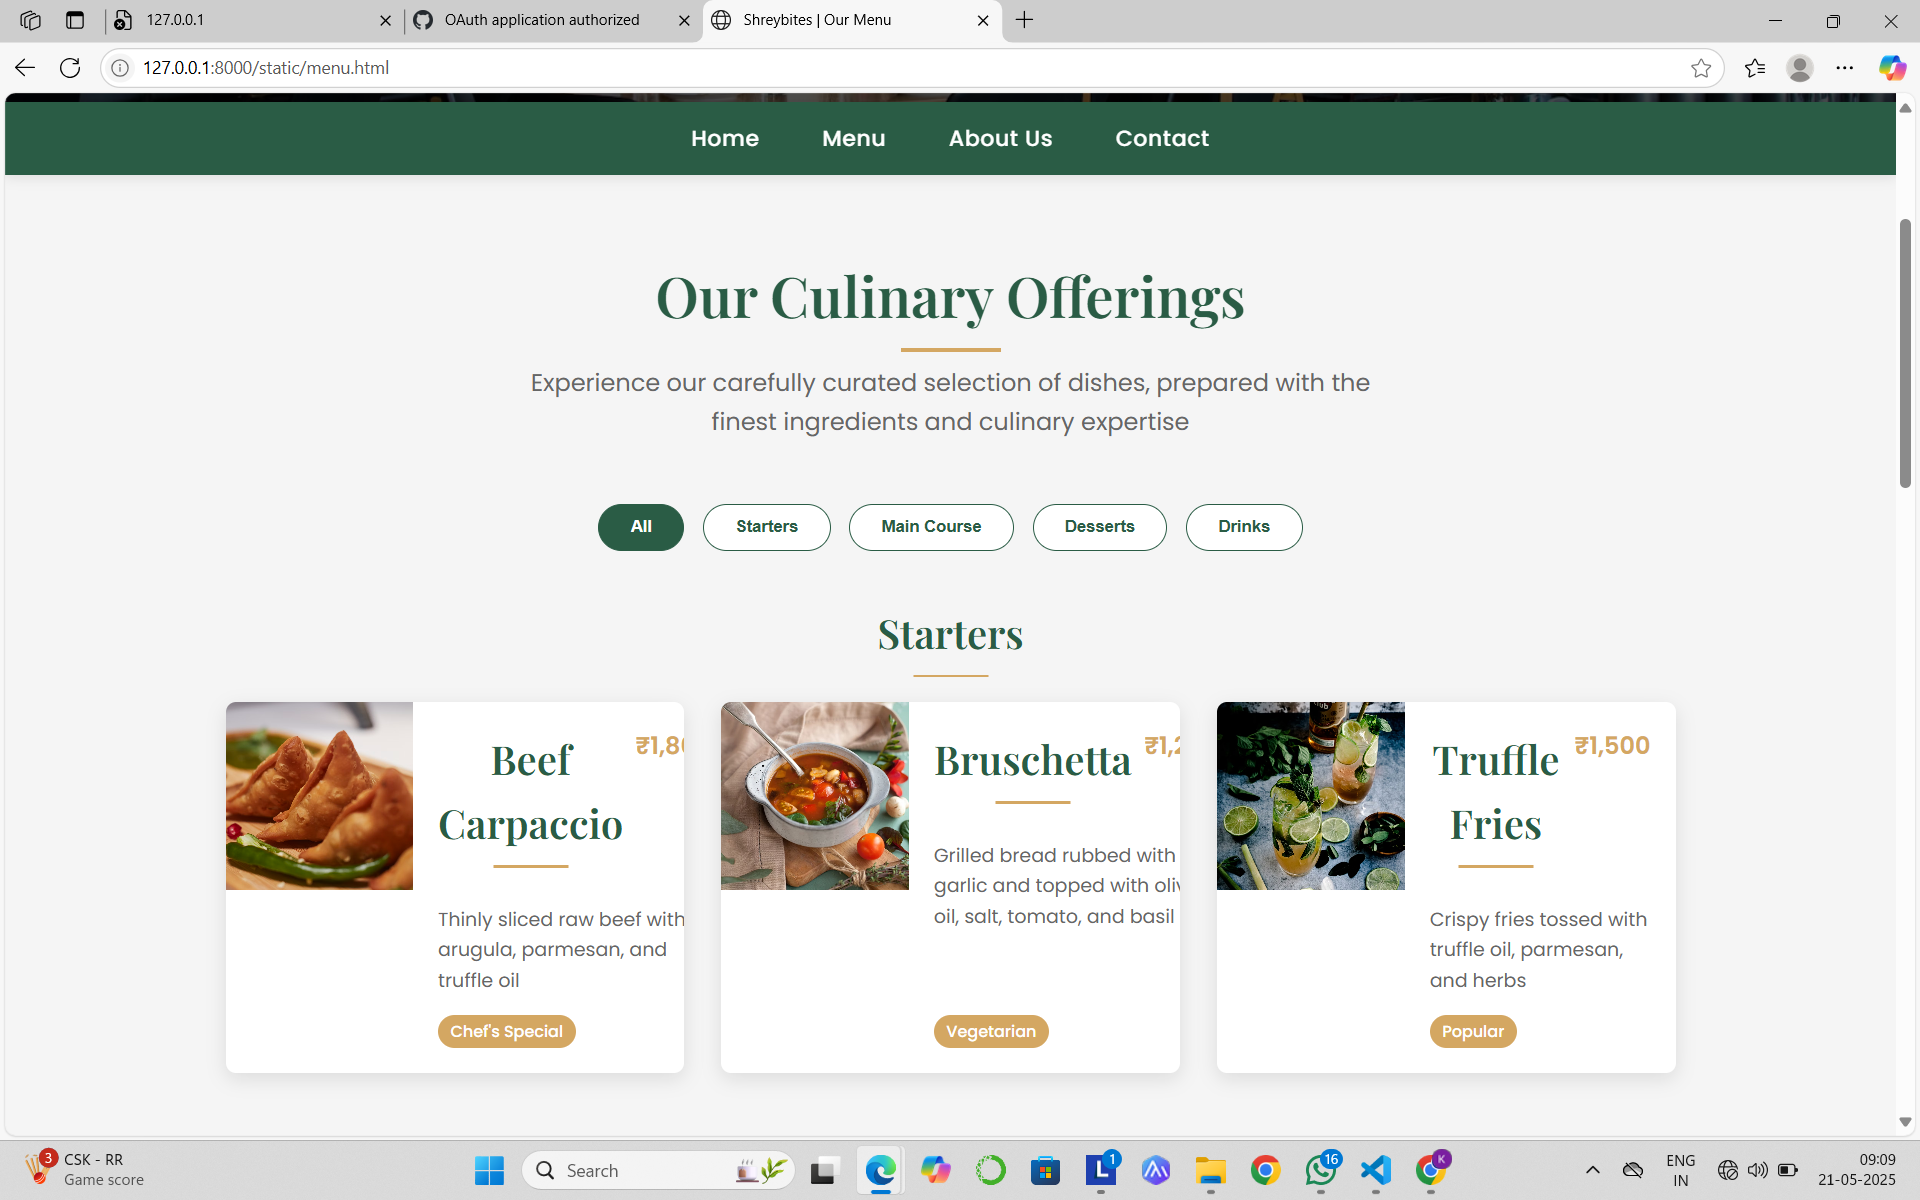 127.0.0.1
OAuth application authorized
Shreybites | Our Menu
127.0.0.1:8000/static/menu.html
Home
Menu
About Us
Contact
Our Culinary Offerings
Experience our carefully curated selection of dishes, prepared with the
finest ingredients and culinary expertise
All
Starters
Main Course
Desserts
Drinks
Starters
Beef
Carpaccio
₹1,80
Thinly sliced raw beef with
arugula, parmesan, and
truffle oil
Chef's Special
Bruschetta
₹1,2
Grilled bread rubbed with
garlic and topped with oliv
oil, salt, tomato, and basil
Vegetarian
Truffle
Fries
₹1,500
Crispy fries tossed with
truffle oil, parmesan,
and herbs
Popular
3
CSK - RR
Game score
Search
L
1
16
K
ENG
IN
09:09
21-05-2025